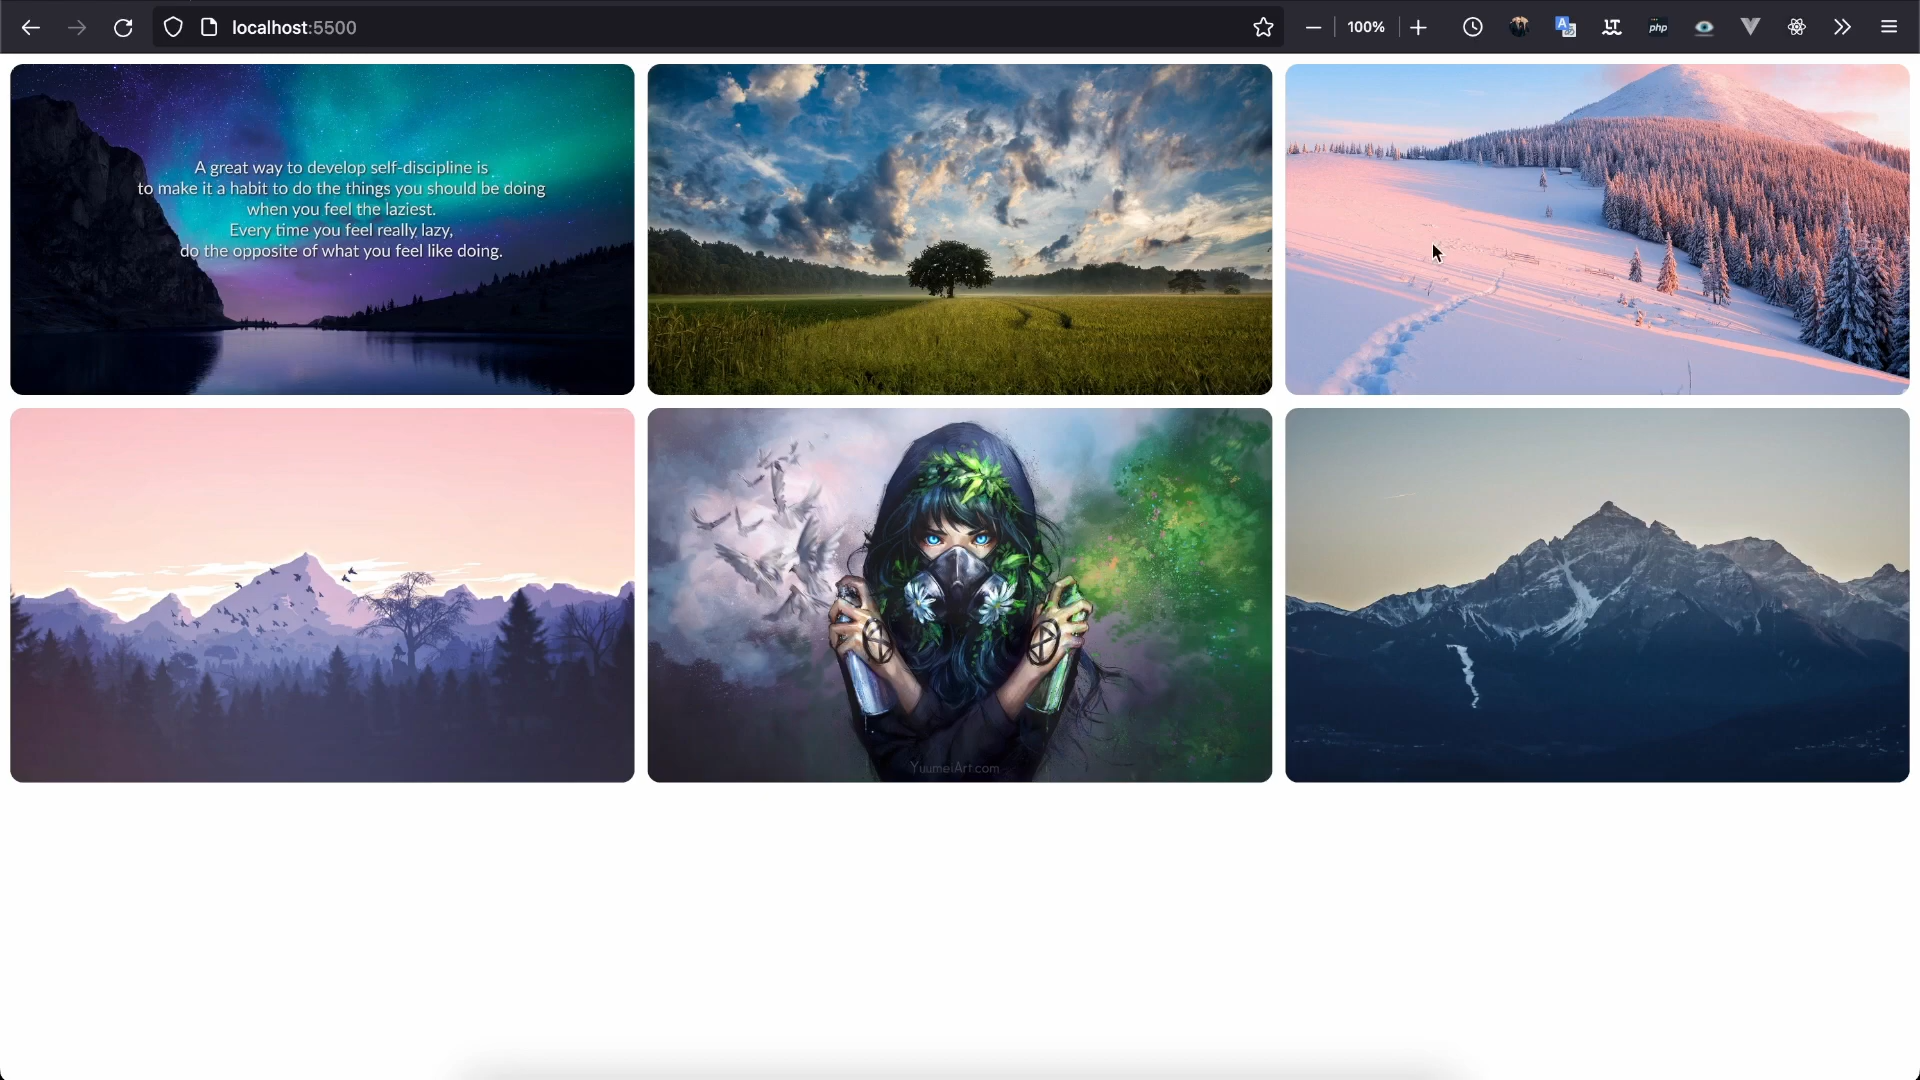 localhost:5500
100%
LT
php
A
A great way to develop self-discipline is
to make it a habit to do the things you should be doing
when you feel the laziest.
Every time you feel really lazy,
do the opposite of what you feel like doing.
YuumeiArt.com